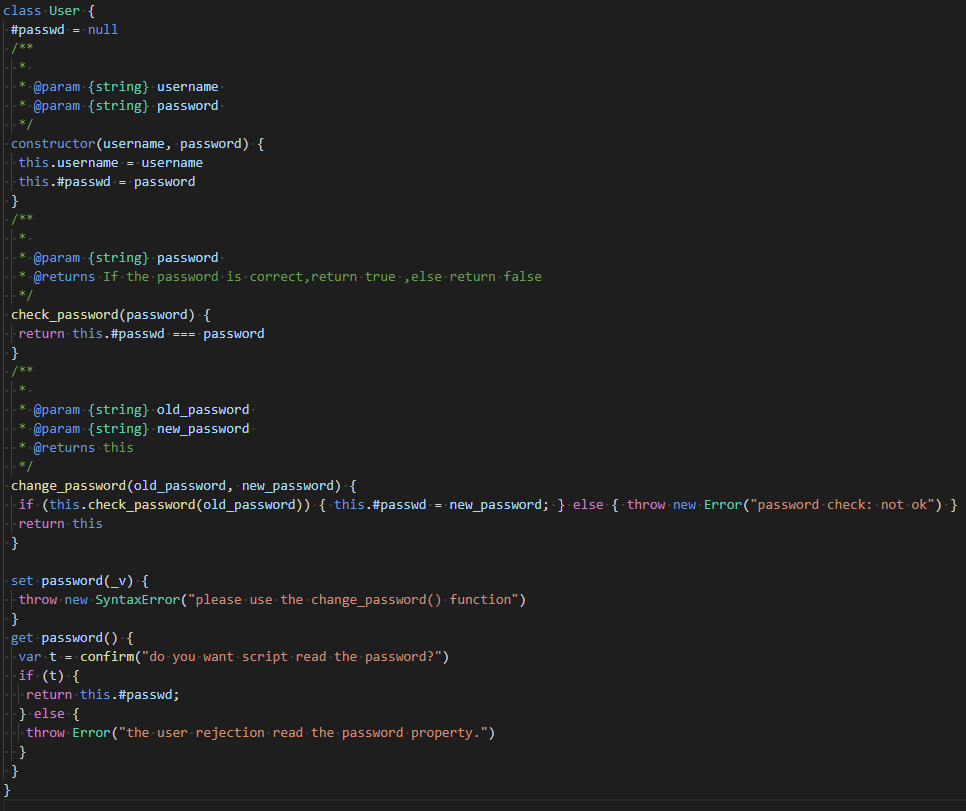 class User {
 #passwd = null
 /**
  *
  * @param {string} username
  * @param {string} password
  */
 constructor(username, password) {
  this.username = username
  this.#passwd = password
 }
 /**
  *
  * @param {string} password
  * @returns If the password is correct,return true ,else return false
  */
 check_password(password) {
  return this.#passwd === password
 }
 /**
  *
  * @param {string} old_password
  * @param {string} new_password
  * @returns this
  */
 change_password(old_password, new_password) {
  if (this.check_password(old_password)) { this.#passwd = new_password; } else { throw new Error("password check: not ok") }
  return this
 }

 set password(_v) {
  throw new SyntaxError("please use the change_password() function")
 }
 get password() {
  var t = confirm("do you want script read the password?")
  if (t) {
   return this.#passwd;
  } else {
   throw Error("the user rejection read the password property.")
  }
 }
}